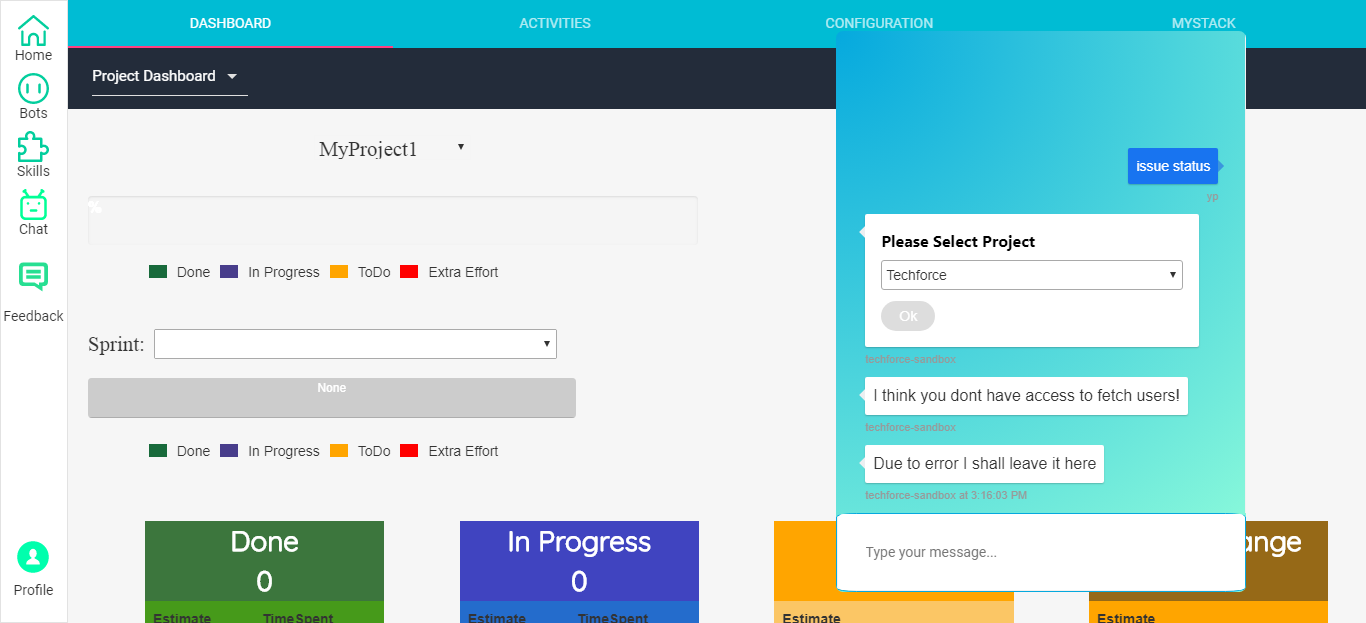 DASHBOARD
ACTIVITIES
CONFIGURATION
MYSTACK
Home
Bots
Skills
Chat
Feedback
Profile
Project Dashboard
MyProject1
%
Done
In Progress
ToDo
Extra Effort
Sprint:
None
Done
In Progress
ToDo
Extra Effort
Done
0
Estimate TimeSpent
In Progress
0
Estimate TimeSpent
Estimate
Estimate
issue status
yp
Please Select Project
Techforce
Ok
techforce-sandbox
I think you dont have access to fetch users!
techforce-sandbox
Due to error I shall leave it here
techforce-sandbox at 3:16:03 PM
Type your message...